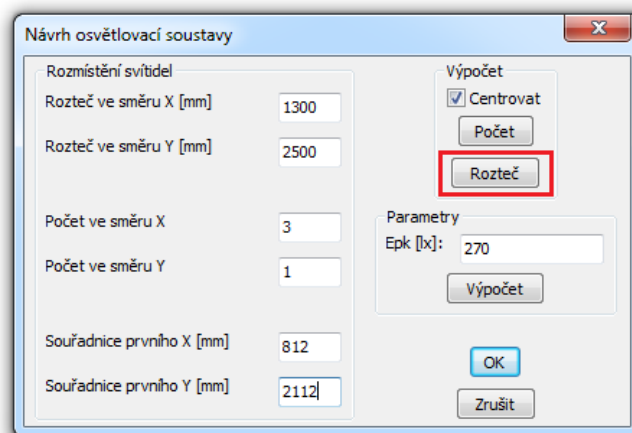 Návrh osvětlovací soustavy
Rozmístění svítidel
Rozteč ve směru X [mm]
1300
Rozteč ve směru Y [mm]
2500
Počet ve směru X
3
Počet ve směru Y
1
Souřadnice prvního X [mm]
812
Souřadnice prvního Y [mm]
2112
Výpočet
Centrovat
Počet
Rozteč
Parametry
Epk [lx]:
270
Výpočet
OK
Zrušit